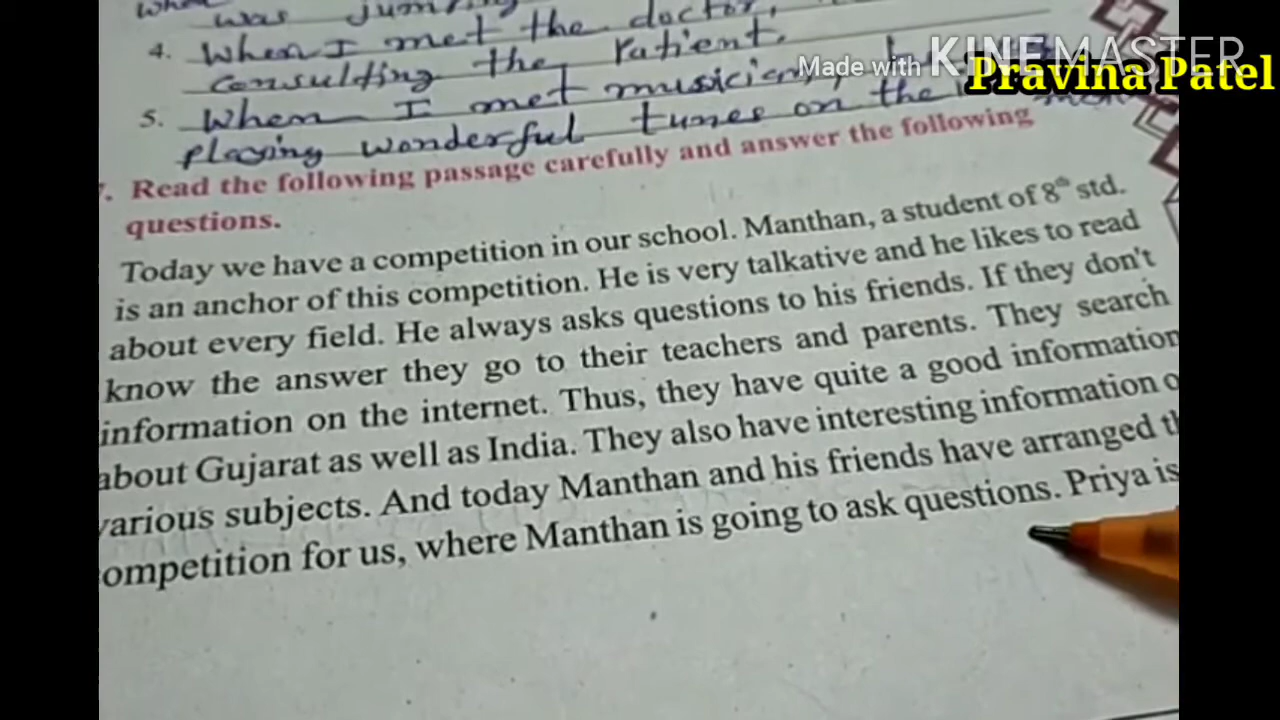 was
4. When I met the doctor,
consulting the Patient.
5. When I met musician,
playing wonderful tunes on the
Made with KINEMASTER
Pravina Patel
7. Read the following passage carefully and answer the following
questions.
Today we have a competition in our school. Manthan, a student of 8th std.
is an anchor of this competition. He is very talkative and he likes to read
about every field. He always asks questions to his friends. If they don't
know the answer they go to their teachers and parents. They search
information on the internet. Thus, they have quite a good information
about Gujarat as well as India. They also have interesting information o
various subjects. And today Manthan and his friends have arranged th
ompetition for us, where Manthan is going to ask questions. Priya is